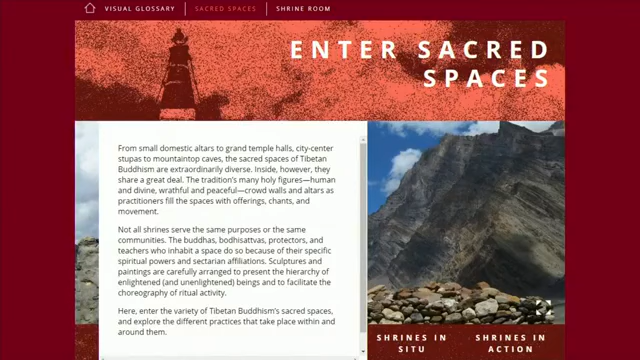 VISUAL GLOSSARY SACRED SPACES SHRINE ROOM
ENTER SACRED
SPACES
From small domestic altars to grand temple halls, city-center
stupas to mountaintop caves, the sacred spaces of Tibetan
Buddhism are extraordinarily diverse. Inside, however, they
share a great deal. The tradition's many holy figures—human
and divine, wrathful and peaceful—crowd walls and altars as
practitioners fill the spaces with offerings, chants, and
movement.
Not all shrines serve the same purposes or the same
communities. The buddhas, bodhisattvas, protectors, and
teachers who inhabit a space do so because of their specific
spiritual powers and sectarian affiliations. Sculptures and
paintings are carefully arranged to present the hierarchy of
enlightened (and unenlightened) beings and to facilitate the
choreography of ritual activity.
Here, enter the variety of Tibetan Buddhism's sacred spaces,
and explore the different practices that take place within and
around them.
SHRINES IN
SITU
SHRINES IN
ACTION